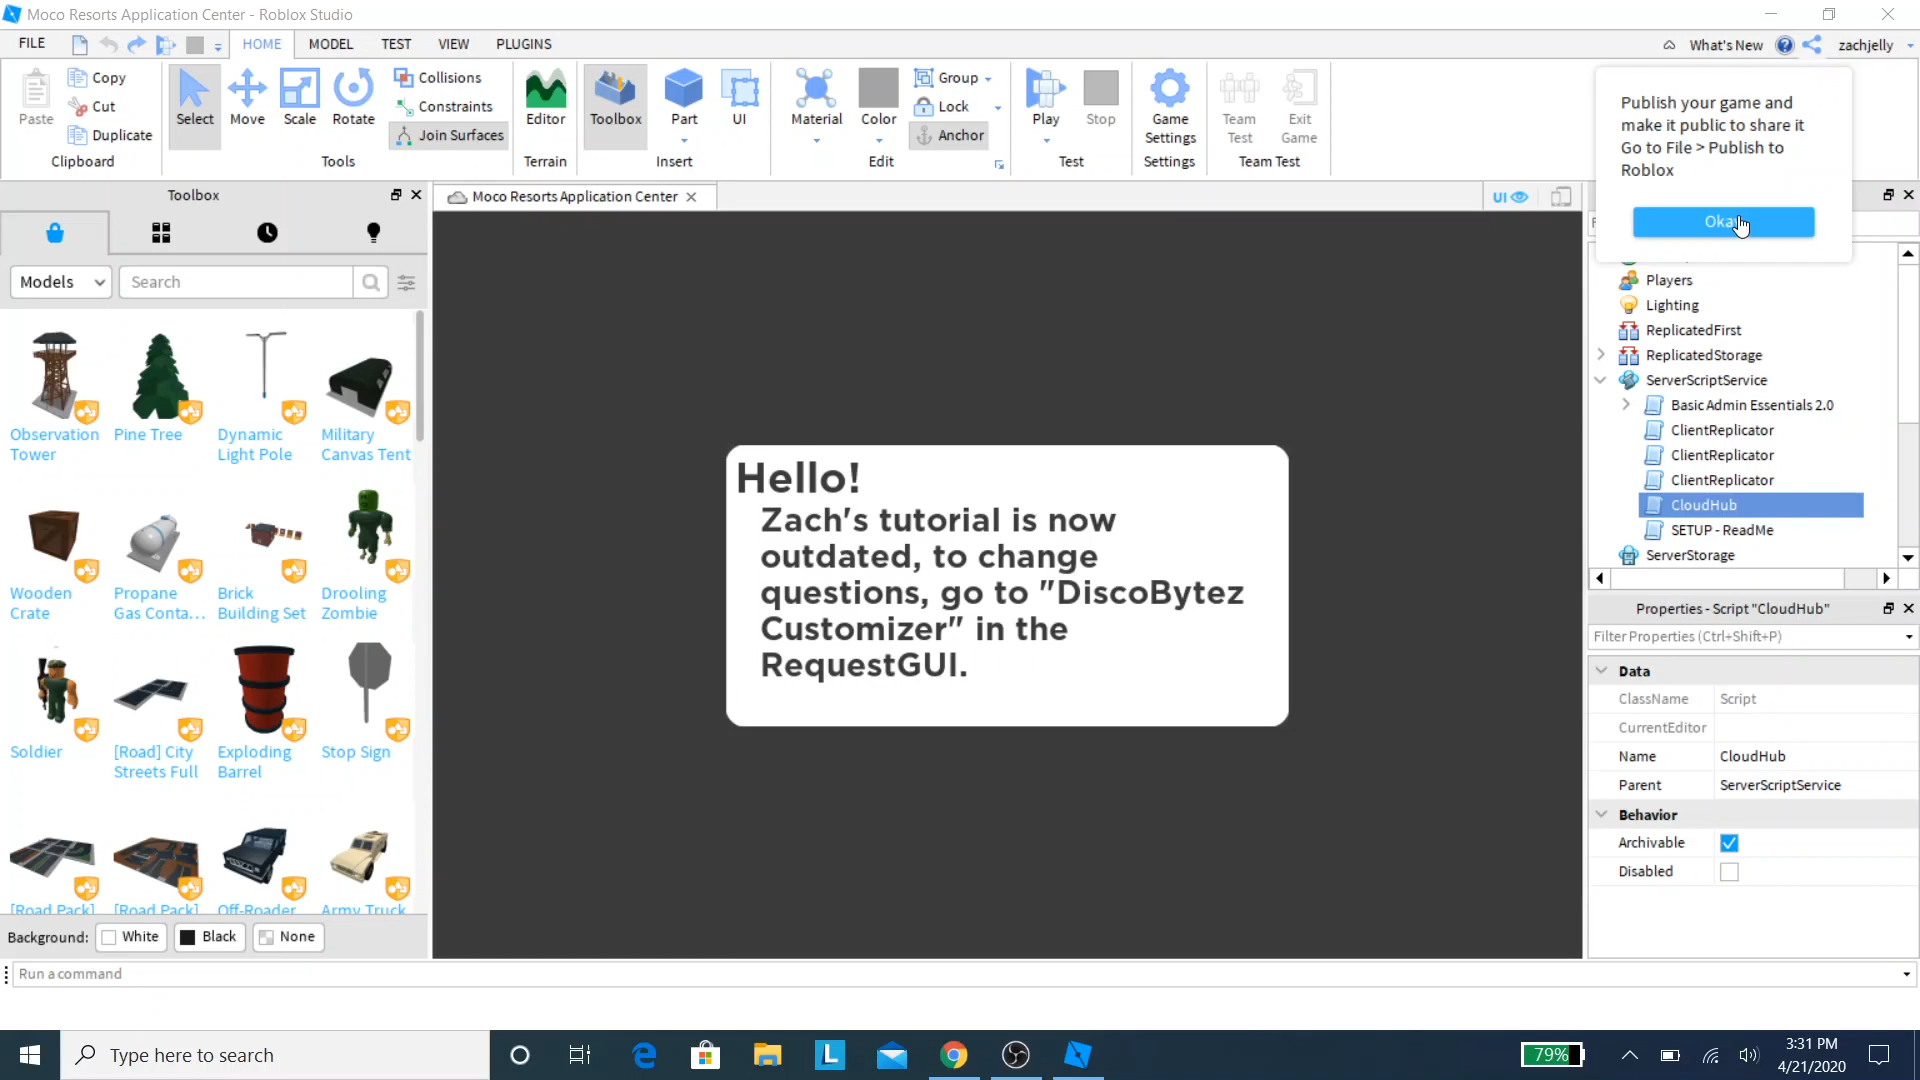 Moco Resorts Application Center - Roblox Studio
FILE
HOME
MODEL
TEST
VIEW
PLUGINS
What's New
zachjelly
Paste
Copy
Cut
Duplicate
Clipboard
Select
Move
Scale
Rotate
Collisions
Constraints
Join Surfaces
Tools
Editor
Terrain
Toolbox
Part
UI
Insert
Material
Color
Group
Lock
Anchor
Edit
Play
Stop
Test
Game
Settings
Settings
Team
Test
Exit
Game
Team Test
Publish your game and
make it public to share it
Go to File > Publish to
Roblox
Toolbox
Moco Resorts Application Center
UI
Models
Search
Observation
Tower
Pine Tree
Dynamic
Light Pole
Military
Canvas Tent
Wooden
Crate
Propane
Gas Conta...
Brick
Building Set
Drooling
Zombie
Soldier
[Road] City
Streets Full
Exploding
Barrel
Stop Sign
[Road Pack]
[Road Pack]
Off-Roader
Army Truck
Background:
White
Black
None
Hello!
Zach's tutorial is now
outdated, to change
questions, go to "DiscoBytez
Customizer" in the
RequestGUI.
Players
Lighting
ReplicatedFirst
ReplicatedStorage
ServerScriptService
Basic Admin Essentials 2.0
ClientReplicator
ClientReplicator
ClientReplicator
CloudHub
SETUP - ReadMe
ServerStorage
Properties - Script "CloudHub"
Filter Properties (Ctrl+Shift+P)
Data
ClassName Script
CurrentEditor
Name CloudHub
Parent ServerScriptService
Behavior
Archivable
Disabled
Run a command
Type here to search
L
79%
3:31 PM
4/21/2020